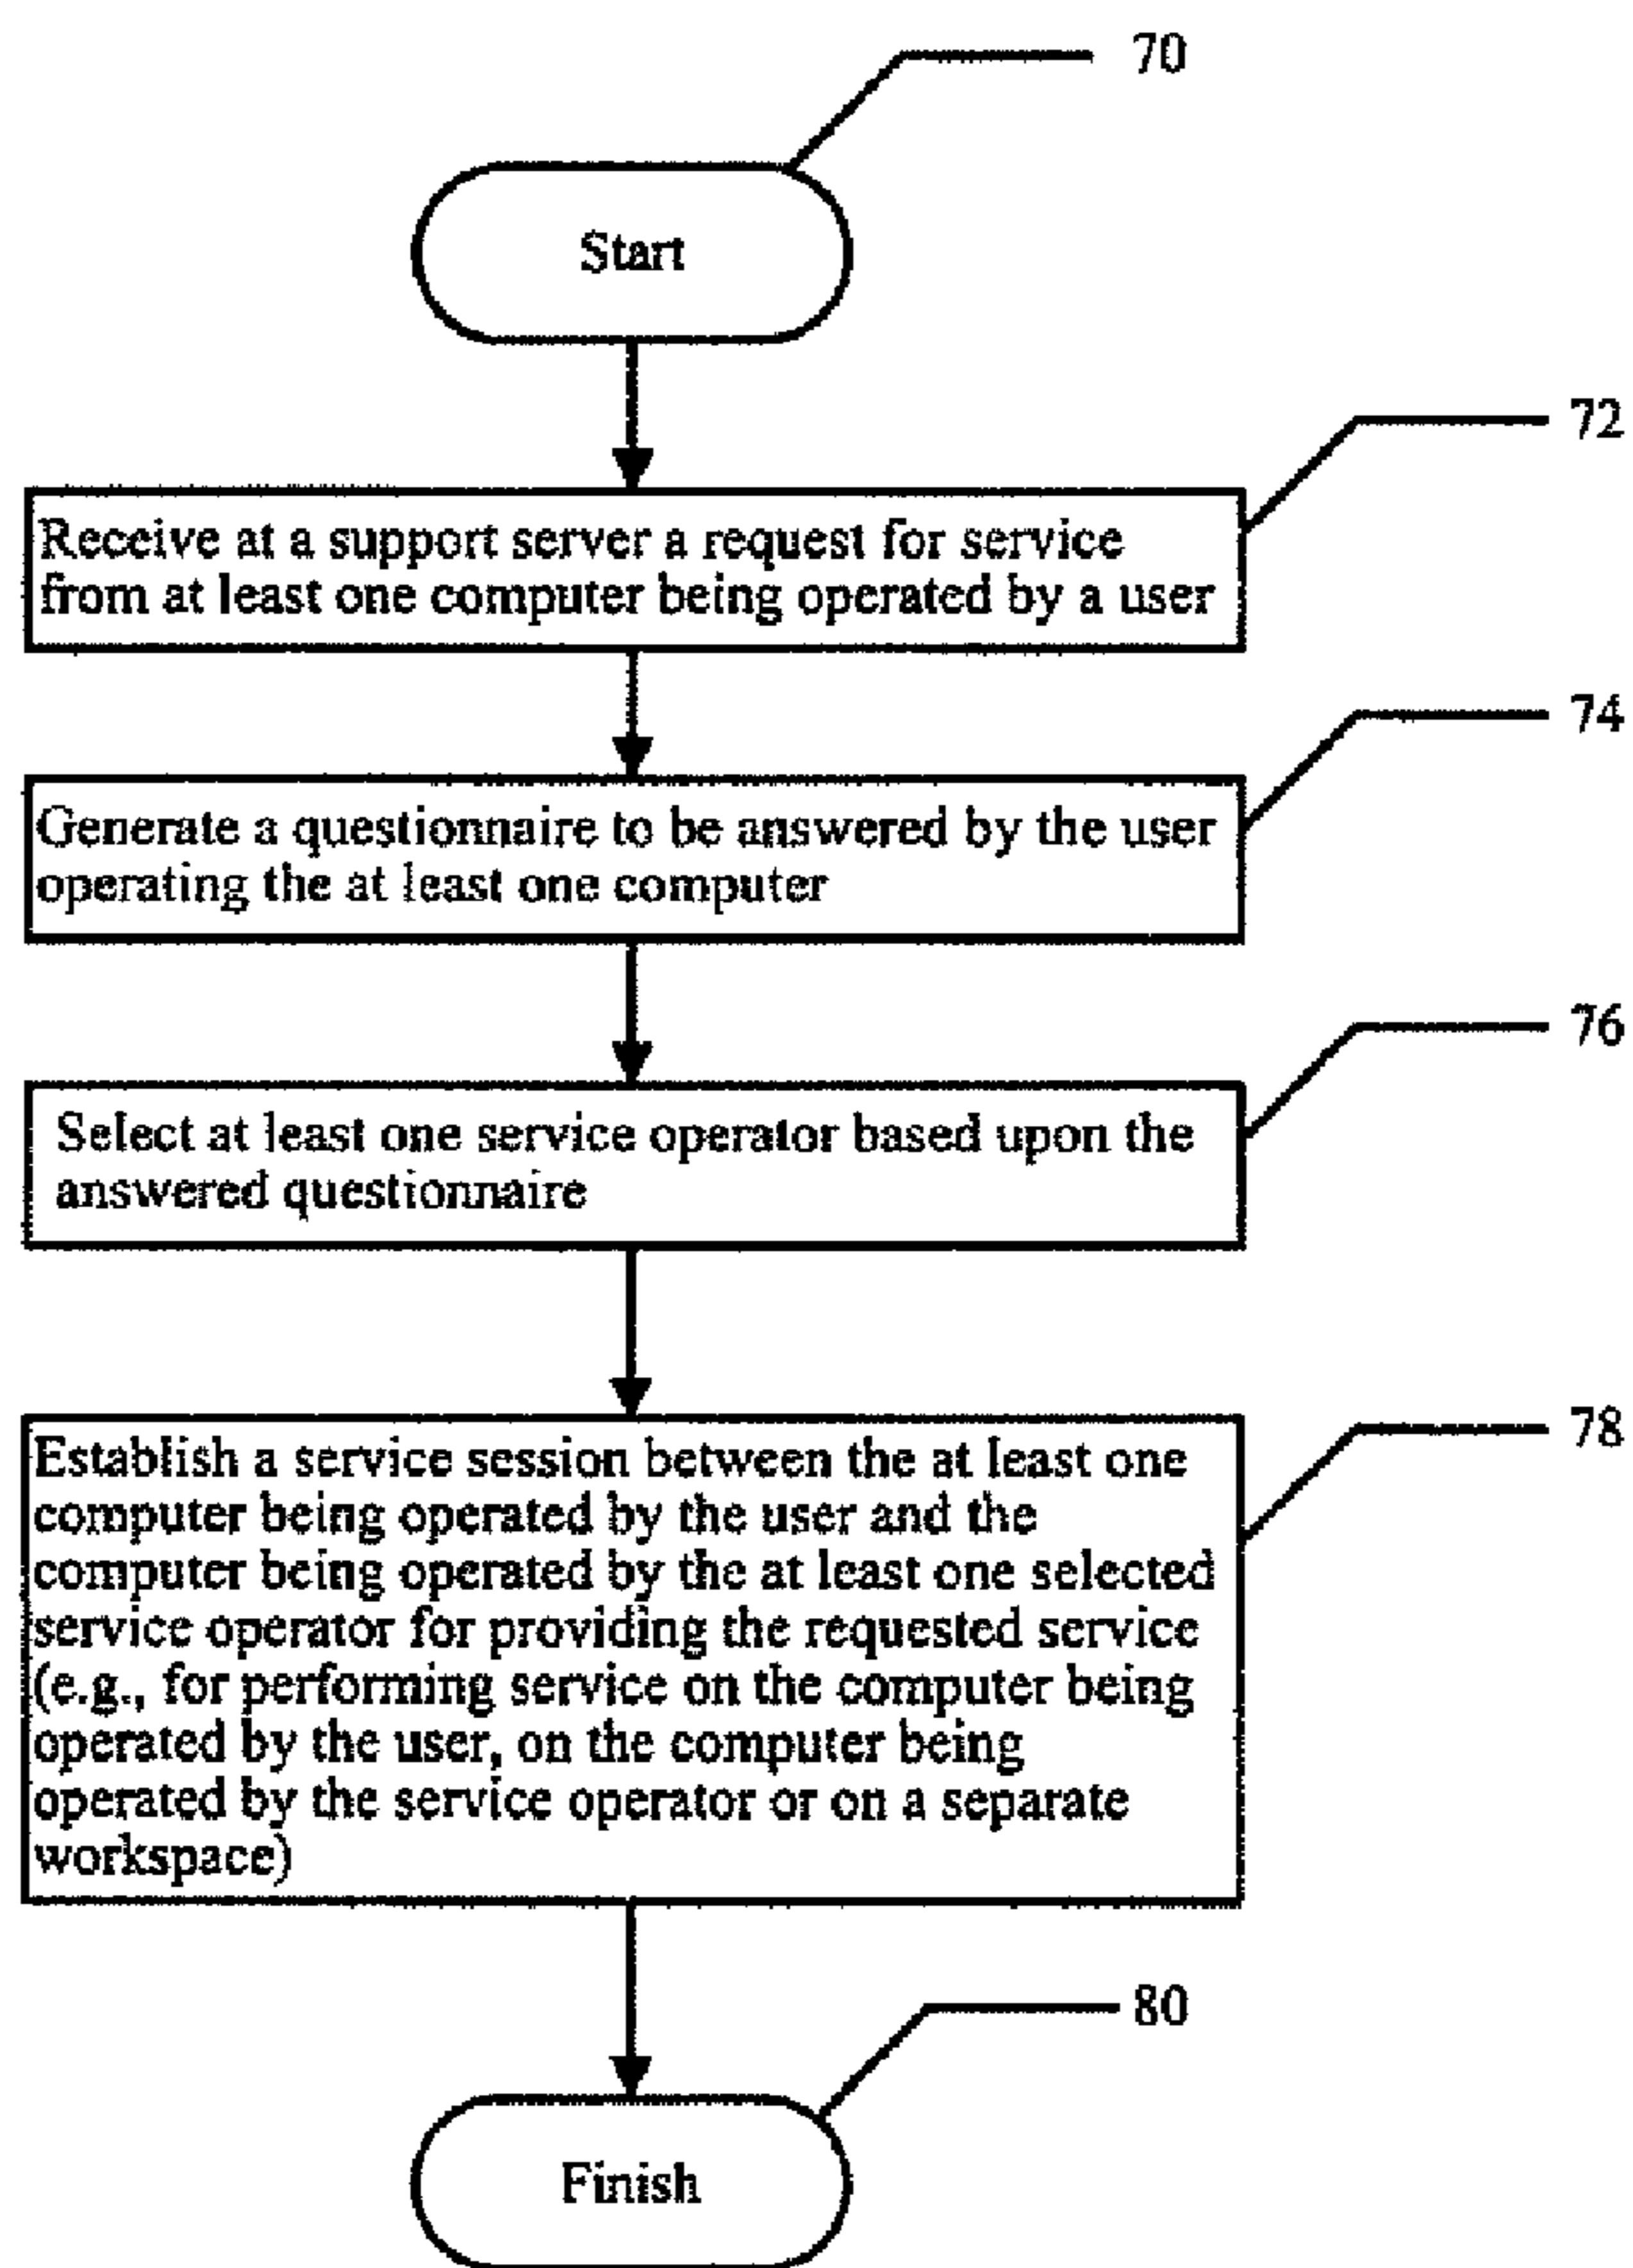 70
Start
72
Receive at a support server a request for service
from at least one computer being operated by a user
74
Generate a questionnaire to be answered by the user
operating the at least one computer
76
Select at least one service operator based upon the
answered questionnaire
78
Establish a service session between the at least one
computer being operated by the user and the
computer being operated by the at least one selected
service operator for providing the requested service
(e.g., for performing service on the computer being
operated by the user, on the computer being
operated by the service operator or on a separate
workspace)
80
Finish